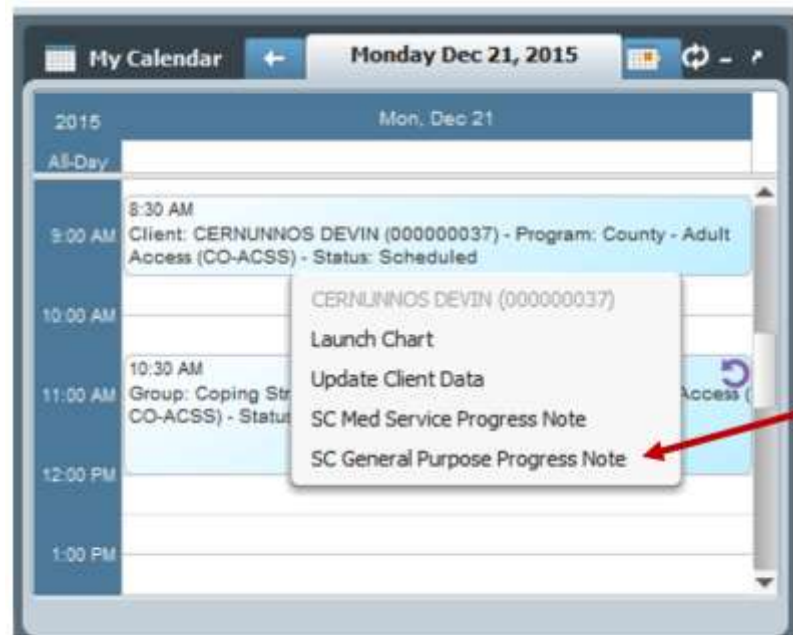 My Calendar
Monday Dec 21, 2015
2015
Mon, Dec 21
All-Day
8:30 AM
9:00 AM
Client: CERNUNNOS DEVIN (000000037) - Program: County - Adult
Access (CO-ACSS) - Status: Scheduled
CERNUNNOS DEVIN (000000037)
10:00 AM
Launch Chart
10:30 AM
Update Client Data
11:00 AM
Group: Coping Access (
SC Med Service Progress Note
CO-ACSS)
SC General Purpose Progress Note
12:00 PM
1:00 PM